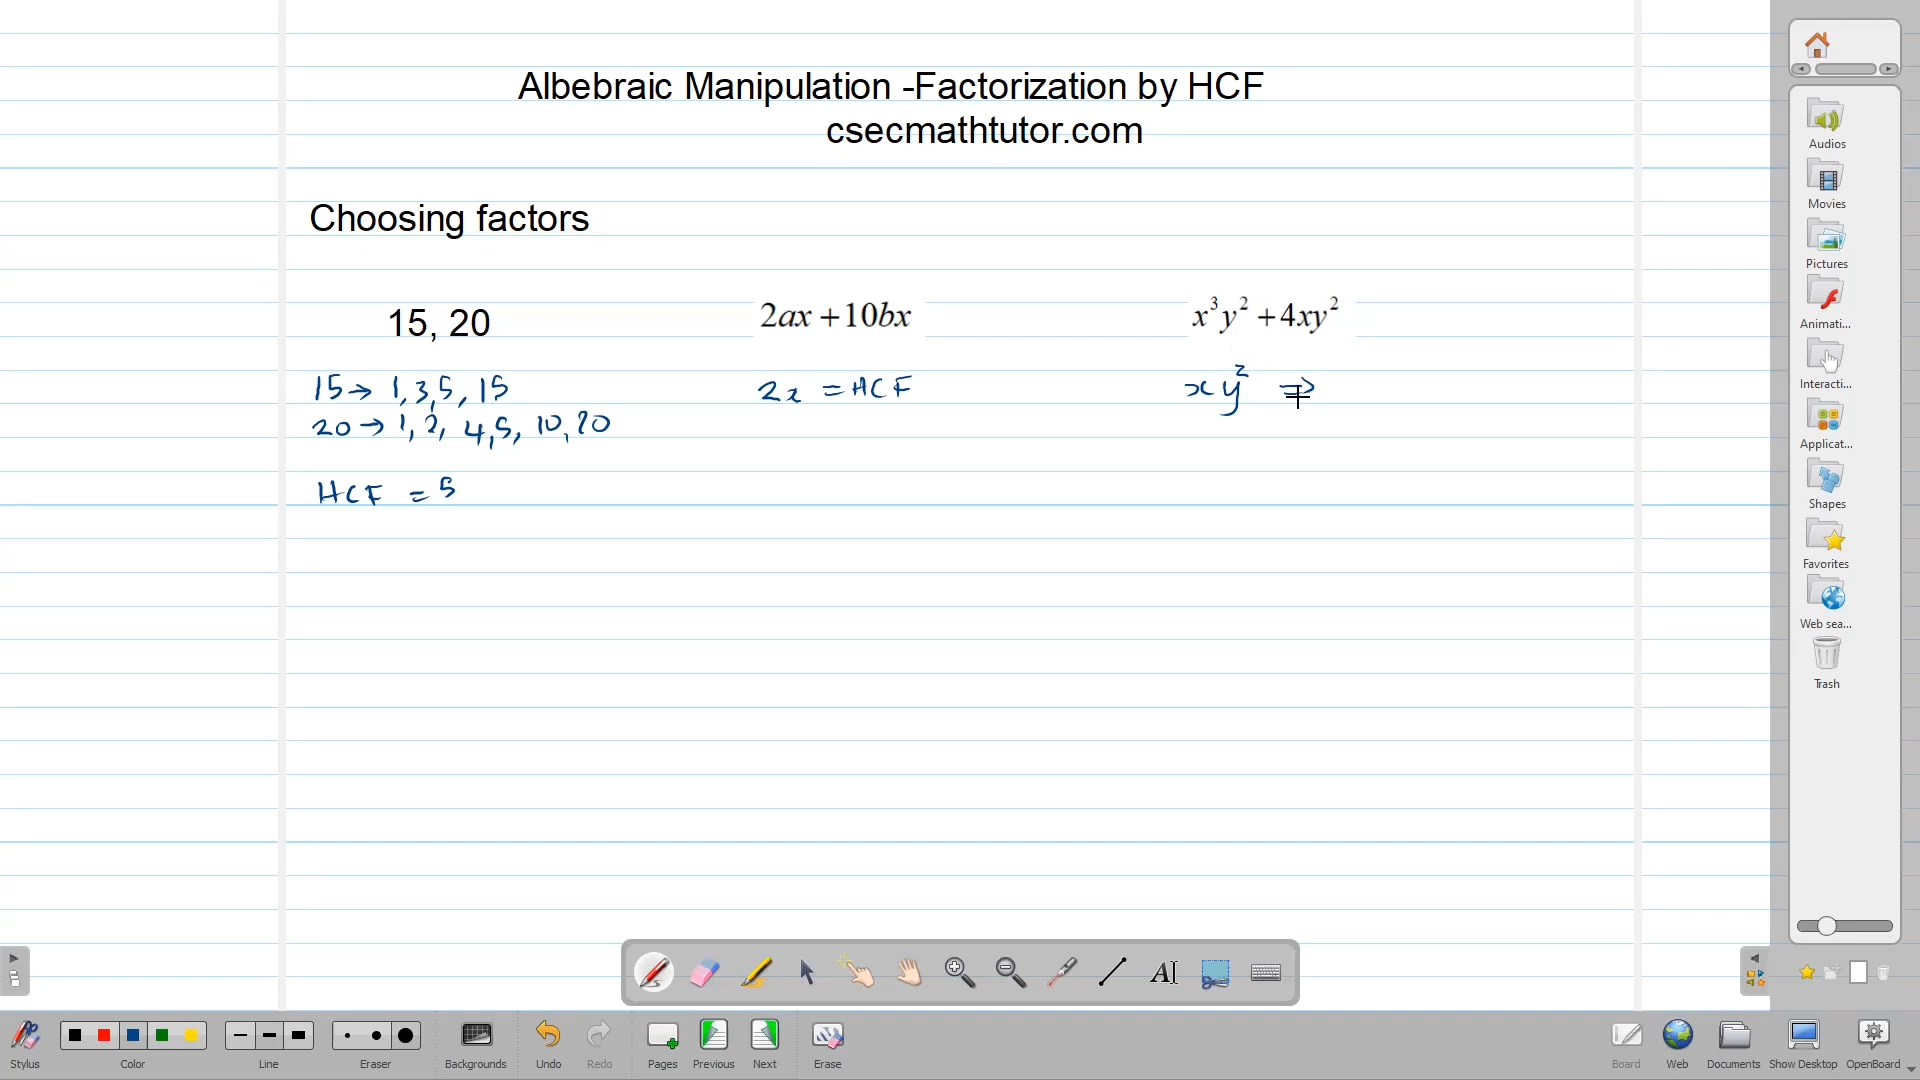 Albebraic Manipulation -Factorization by HCF
csecmathtutor.com
Choosing factors
15, 20
2ax + 10bx
x³y² + 4xy²
15 → 1, 3, 5, 15
20 → 1, 2, 4, 5, 10, 20
HCF = 5
2x = HCF
xy² ⇒
Audios
Movies
Pictures
Animati...
Interacti...
Applicat...
Shapes
Favorites
Web sea...
Trash
AI
Stylus
Color
Line
Eraser
Backgrounds
Undo
Redo
Pages
Previous
Next
Erase
Board
Web
Documents
Show Desktop
OpenBoard